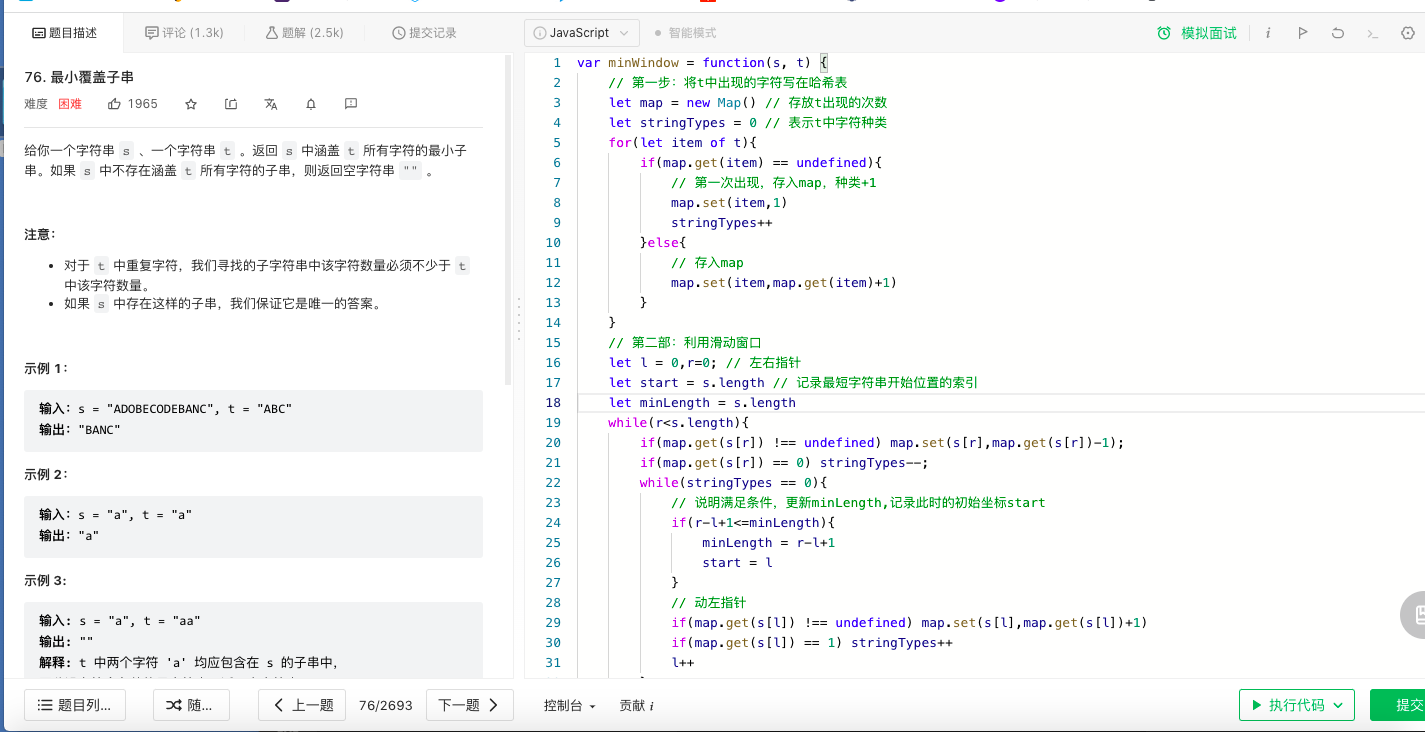 题目描述
评论 (1.3k)
题解 (2.5k)
提交记录
76. 最小覆盖子串
难度 困难 1965
给你一个字符串 s 、一个字符串 t 。返回 s 中涵盖 t 所有字符的最小子
串。如果 s 中不存在涵盖 t 所有字符的子串，则返回空字符串 "" 。
注意：
• 对于 t 中重复字符，我们寻找的子字符串中该字符数量必须不少于 t
中该字符数量。
• 如果 s 中存在这样的子串，我们保证它是唯一的答案。
示例 1：
输入：s = "ADOBECODEBANC", t = "ABC"
输出："BANC"
示例 2：
输入：s = "a", t = "a"
输出："a"
示例 3:
输入: s = "a", t = "aa"
输出: ""
解释: t 中两个字符 'a' 均应包含在 s 的子串中，
JavaScript
智能模式
模拟面试
1 var minWindow = function(s, t) {
2 // 第一步：将t中出现的字符写在哈希表
3 let map = new Map() // 存放t出现的次数
4 let stringTypes = 0 // 表示t中字符种类
5 for(let item of t){
6 if(map.get(item) == undefined){
7 // 第一次出现，存入map，种类+1
8 map.set(item,1)
9 stringTypes++
10 }else{
11 // 存入map
12 map.set(item,map.get(item)+1)
13 }
14 }
15 // 第二部：利用滑动窗口
16 let l = 0,r=0; // 左右指针
17 let start = s.length // 记录最短字符串开始位置的索引
18 let minLength = s.length
19 while(r<s.length){
20 if(map.get(s[r]) !== undefined) map.set(s[r],map.get(s[r])-1);
21 if(map.get(s[r]) == 0) stringTypes--;
22 while(stringTypes == 0){
23 // 说明满足条件，更新minLength,记录此时的初始坐标start
24 if(r-l+1<=minLength){
25 minLength = r-l+1
26 start = l
27 }
28 // 动左指针
29 if(map.get(s[l]) !== undefined) map.set(s[l],map.get(s[l])+1)
30 if(map.get(s[l]) == 1) stringTypes++
31 l++
题目列...
随...
上一题
76/2693
下一题
控制台
贡献 i
执行代码
提交